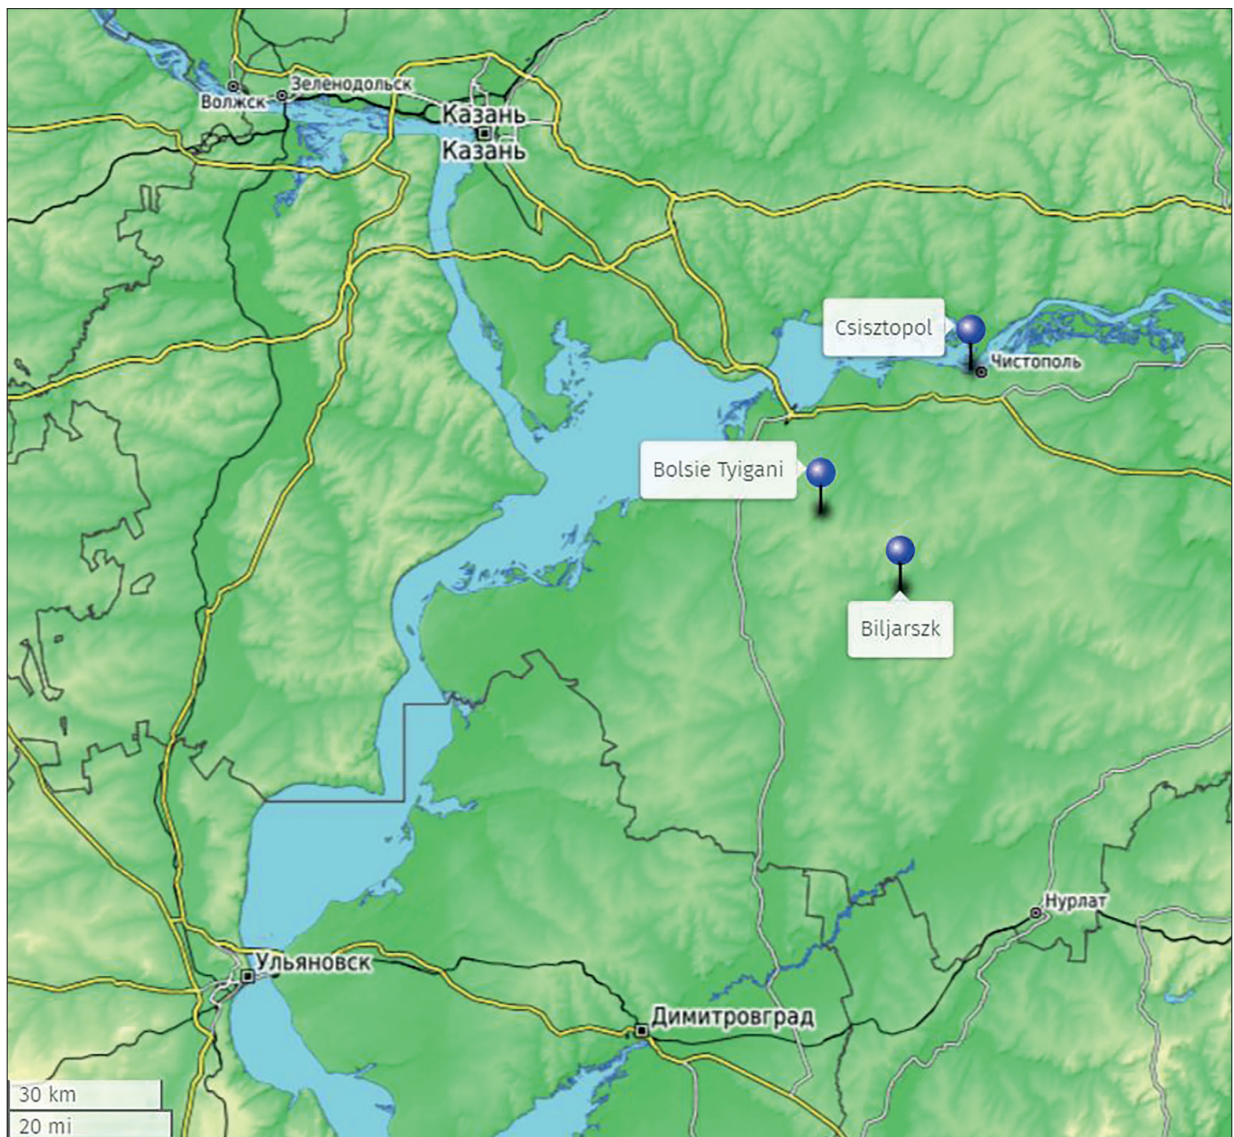 Зеленодольск
Волжск
Казань
Казань
Csisztopol
Чистополь
Bolsie Tyigani
Biljarszk
Нурлат
Ульяновск
Димитровград
30 km
20 mi